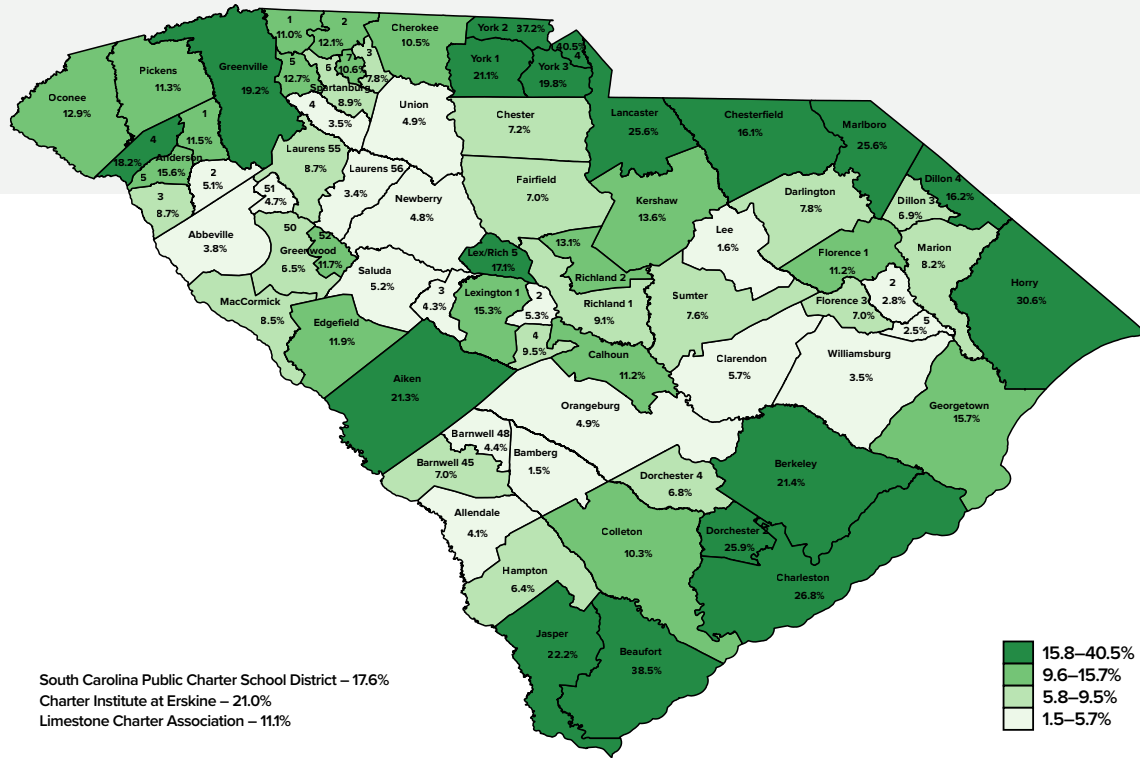 1
11.0%
2
12.1%
Cherokee
10.5%
York 2 37.2%
40.5%
4
York 1
21.1%
York 3
19.8%
Greenville
19.2%
Pickens
11.3%
Oconee
12.9%
5
12.7%
6
7
10.6%
3
7.8%
Spartanburg
8.9%
4
3.5%
Union
4.9%
Chester
7.2%
Lancaster
25.6%
Chesterfield
16.1%
Marlboro
25.6%
1
11.5%
4
18.2%
Anderson
5 15.6%
2
5.1%
3
8.7%
Laurens 55
8.7%
Laurens 56
3.4%
51
4.7%
Newberry
4.8%
Fairfield
7.0%
Kershaw
13.6%
Darlington
7.8%
Dillon 4
16.2%
Dillon 3
6.9%
Abbeville
3.8%
50
52
Greenwood
6.5%
11.7%
Saluda
5.2%
Lex/Rich 5
17.1%
13.1%
Richland 2
Lee
1.6%
Florence 1
11.2%
Marion
8.2%
Horry
30.6%
MacCormick
8.5%
Edgefield
11.9%
3
4.3%
Lexington 1
15.3%
2
5.3%
Richland 1
9.1%
Sumter
7.6%
Florence 3
7.0%
2
2.8%
5
2.5%
4
9.5%
Calhoun
11.2%
Clarendon
5.7%
Williamsburg
3.5%
Aiken
21.3%
Orangeburg
4.9%
Georgetown
15.7%
Barnwell 48
4.4%
Barnwell 45
7.0%
Bamberg
1.5%
Dorchester 4
6.8%
Berkeley
21.4%
Allendale
4.1%
Colleton
10.3%
Dorchester 2
25.9%
Hampton
6.4%
Charleston
26.8%
Jasper
22.2%
Beaufort
38.5%
South Carolina Public Charter School District – 17.6%
Charter Institute at Erskine – 21.0%
Limestone Charter Association – 11.1%
15.8–40.5%
9.6–15.7%
5.8–9.5%
1.5–5.7%